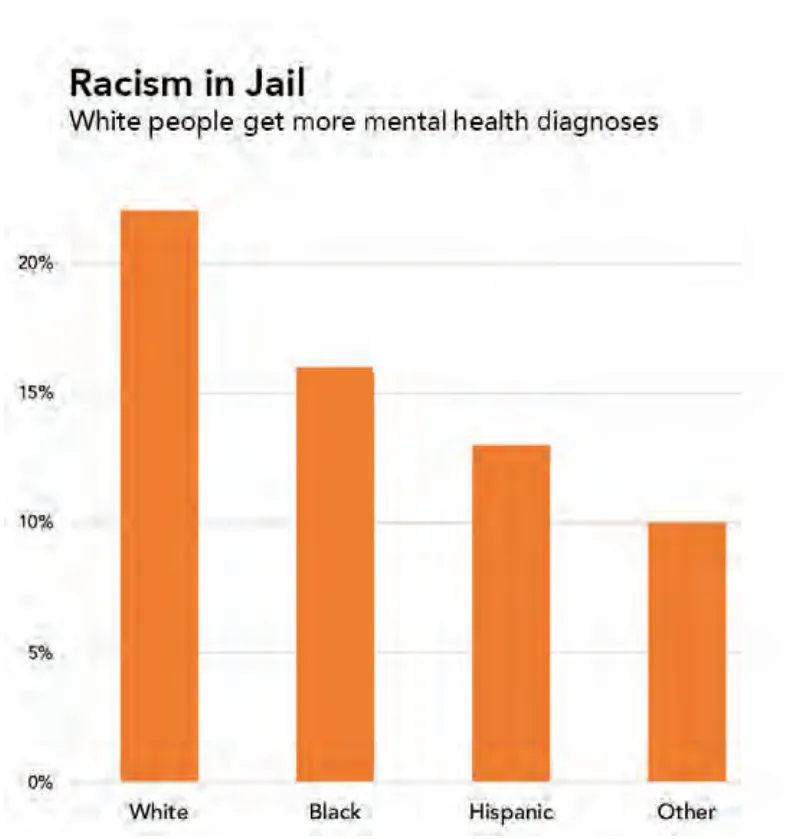 Racism in Jail
White people get more mental health diagnoses
20%
15%
10%
5%
0%
White Black Hispanic Other